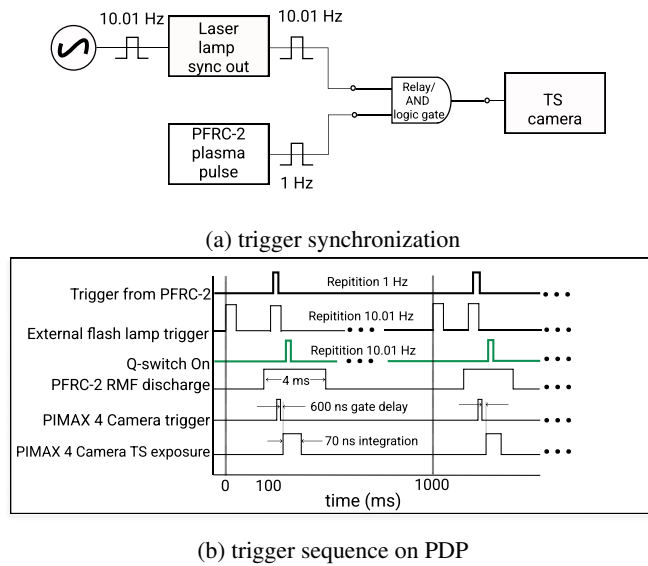 10.01 Hz
10.01 Hz
Laser
lamp
sync out
Relay/
AND
logic gate
TS
camera
PFRC-2
plasma
pulse
1 Hz
(a) trigger synchronization
Trigger from PFRC-2
Repitition 1 Hz
External flash lamp trigger
Repitition 10.01 Hz
Q-switch On
Repitition 10.01 Hz
PFRC-2 RMF discharge
4 ms
PIMAX 4 Camera trigger
600 ns gate delay
PIMAX 4 Camera TS exposure
70 ns integration
0 100 1000
time (ms)
(b) trigger sequence on PDP